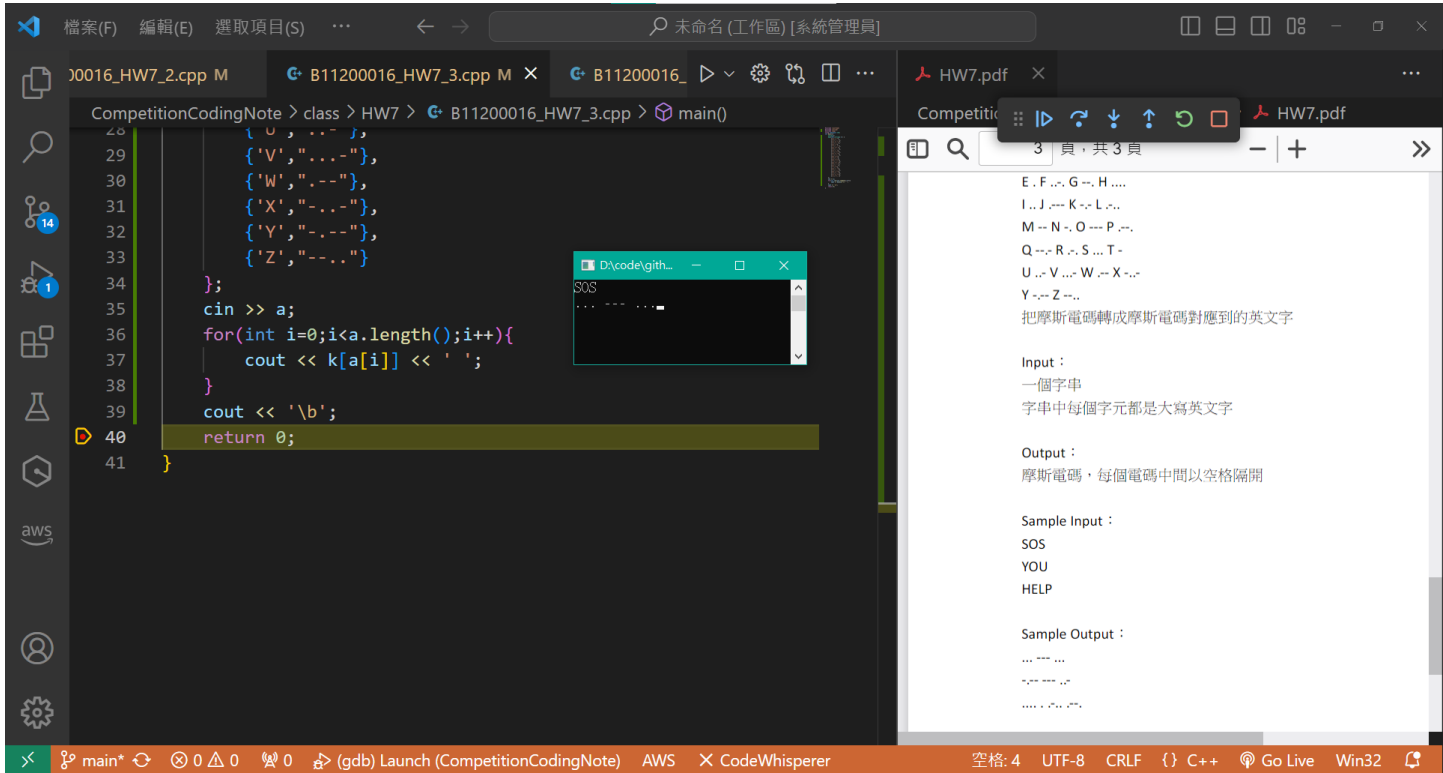 檔案(F) 編輯(E) 選取項目(S) ··· 未命名 (工作區) [系統管理員]
00016_HW7_2.cpp M B11200016_HW7_3.cpp M B11200016_ HW7.pdf
CompetitionCodingNote > class > HW7 > B11200016_HW7_3.cpp > main() HW7.pdf
3 頁,共 3 頁
28 {'U',"..-"},
29 {'V',"...-"},
30 {'W',".--"},
31 {'X',"-..-"},
32 {'Y',"-.--"},
33 {'Z',"--.."}
34 };
35 cin >> a;
36 for(int i=0;i<a.length();i++){
37 cout << k[a[i]] << ' ';
38 }
39 cout << '\b';
40 return 0;
41 }
14
1
aws
D:\code\gith...
SOS
... --- ...
E . F ..-. G --. H ....
I .. J .--- K -.- L .-..
M -- N -. O --- P .--.
Q --.- R .-. S ... T -
U ..- V ...- W .-- X -..-
Y -.-- Z --..
把摩斯電碼轉成摩斯電碼對應到的英文字
Input：
一個字串
字串中每個字元都是大寫英文字
Output：
摩斯電碼，每個電碼中間以空格隔開
Sample Input：
SOS
YOU
HELP
Sample Output：
... --- ...
-.-- --- ..-
.... . .-.. .--.
main* 0 0 0 (gdb) Launch (CompetitionCodingNote) AWS CodeWhisperer 空格: 4 UTF-8 CRLF {} C++ Go Live Win32